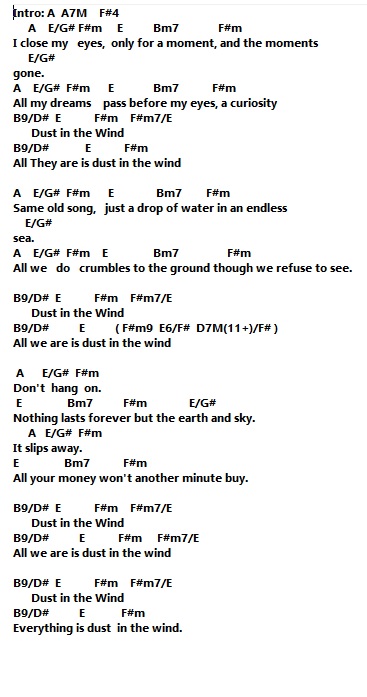 Intro: A  A7M   F#4
A   E/G# F#m    E        Bm7          F#m
I close my  eyes,  only for a moment, and the moments
E/G#
gone.
A   E/G#  F#m    E          Bm7         F#m
All my dreams   pass before my eyes, a curiosity
B9/D#  E         F#m   F#m7/E
Dust in the Wind
B9/D#          E         F#m
All They are is dust in the wind
A   E/G#  F#m     E           Bm7       F#m
Same old song,  just a drop of water in an endless
E/G#
sea.
A   E/G#  F#m   E           Bm7              F#m
All we   do   crumbles to the ground though we refuse to see.
B9/D#  E         F#m   F#m7/E
Dust in the Wind
B9/D#        E        ( F#m9  E6/F#  D7M(11+)/F# )
All we are is dust in the wind
A     E/G#  F#m
Don't  hang  on.
E            Bm7        F#m           E/G#
Nothing lasts forever but the earth and sky.
A  E/G#  F#m
It slips away.
E            Bm7         F#m
All your money won't another minute buy.
B9/D#  E         F#m   F#m7/E
Dust in the Wind
B9/D#        E        F#m    F#m7/E
All we are is dust in the wind
B9/D#  E         F#m   F#m7/E
Dust in the Wind
B9/D#        E         F#m
Everything is dust  in the wind.